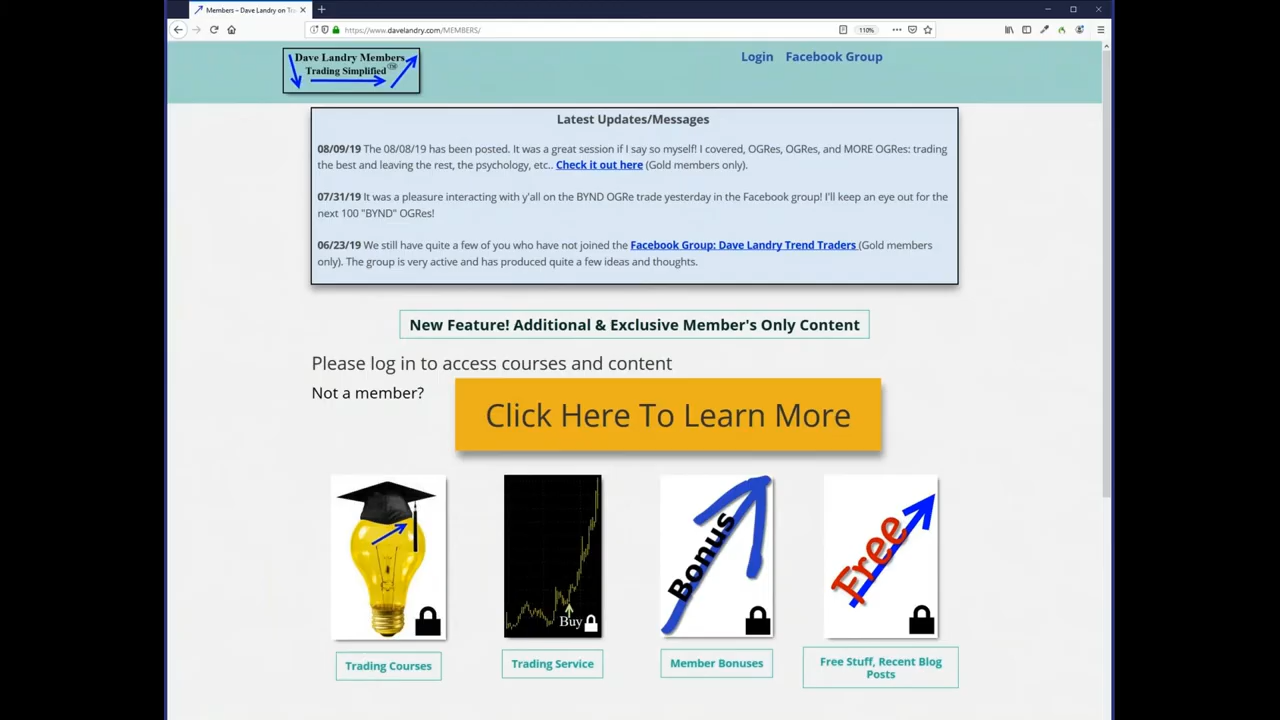 Members – Dave Landry on Tra
https://www.davelandry.com/MEMBERS/
110%
Dave Landry Members
Trading Simplified
TM
Login
Facebook Group
Latest Updates/Messages
08/09/19 The 08/08/19 has been posted. It was a great session if I say so myself! I covered, OGRes, OGRes, and MORE OGRes: trading
the best and leaving the rest, the psychology, etc.. Check it out here (Gold members only).
07/31/19 It was a pleasure interacting with y'all on the BYND OGRe trade yesterday in the Facebook group! I'll keep an eye out for the
next 100 "BYND" OGRes!
06/23/19 We still have quite a few of you who have not joined the Facebook Group: Dave Landry Trend Traders (Gold members
only). The group is very active and has produced quite a few ideas and thoughts.
New Feature! Additional & Exclusive Member's Only Content
Please log in to access courses and content
Not a member?
Click Here To Learn More
Buy
Bonus
Free
Trading Courses
Trading Service
Member Bonuses
Free Stuff, Recent Blog
Posts